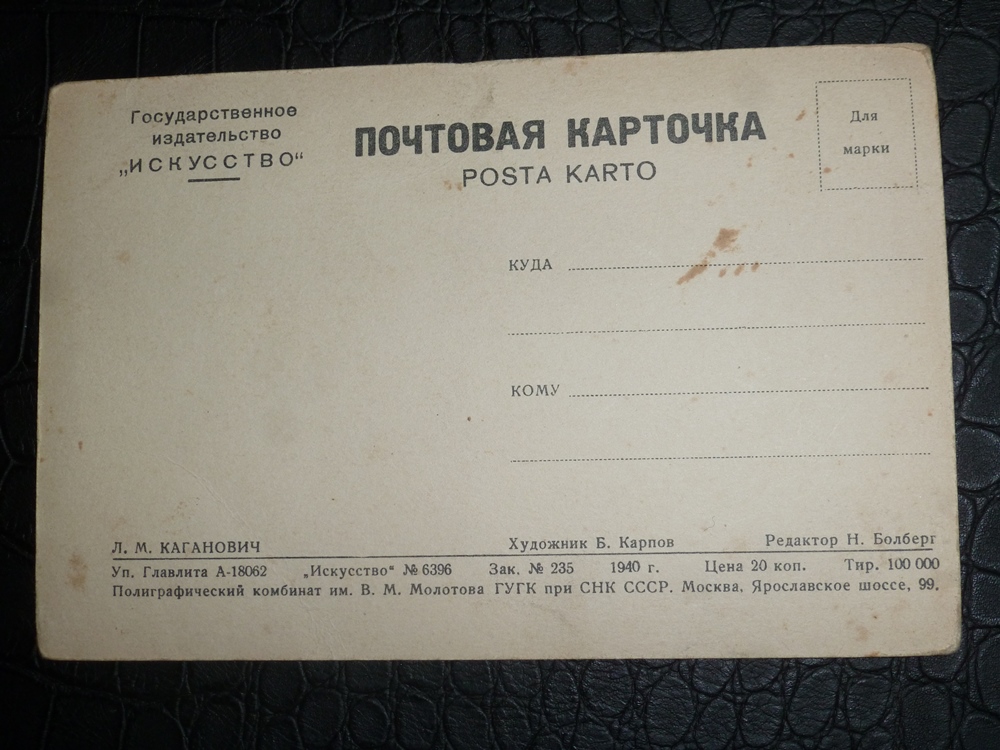 Государственное
издательство
„ИСКУССТВО“
ПОЧТОВАЯ КАРТОЧКА
POSTA KARTO
Для
марки
КУДА
КОМУ
Л. М. КАГАНОВИЧ Художник Б. Карпов Редактор Н. Болберг
Уп. Главлита А-18062 „Искусство“ № 6396 Зак. № 235 1940 г. Цена 20 коп. Тир. 100 000
Полиграфический комбинат им. В. М. Молотова ГУГК при СНК СССР. Москва, Ярославское шоссе, 99.